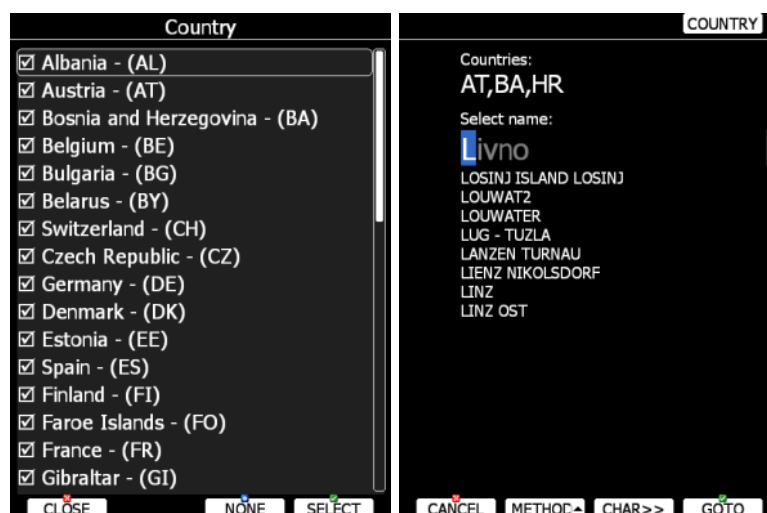 Country
Albania - (AL)
Austria - (AT)
Bosnia and Herzegovina - (BA)
Belgium - (BE)
Bulgaria - (BG)
Belarus - (BY)
Switzerland - (CH)
Czech Republic - (CZ)
Germany - (DE)
Denmark - (DK)
Estonia - (EE)
Spain - (ES)
Finland - (FI)
Faroe Islands - (FO)
France - (FR)
Gibraltar - (GI)
CLOSE NONE SELECT
COUNTRY
Countries:
AT,BA,HR
Select name:
Livno
LOSINJ ISLAND LOSINJ
LOUWAT2
LOUWATER
LUG - TUZLA
LANZEN TURNAU
LIENZ NIKOLSDORF
LINZ
LINZ OST
CANCEL METHOD CHAR>> GOTO